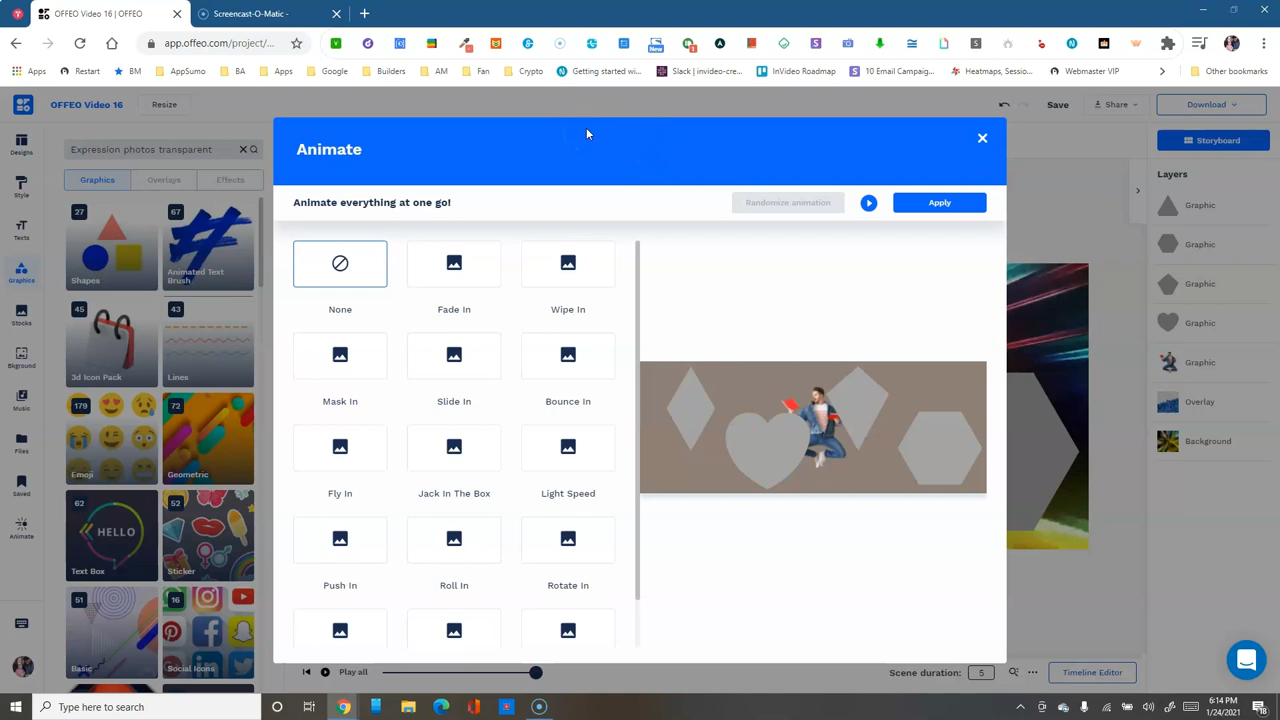 OFFEO Video 16 | OFFEO
Screencast-O-Matic -
app.offeo.com/project/...
New
1
Apps
Restart
BM
AppSumo
BA
Apps
Google
Builders
AM
Fan
Crypto
Getting started wi...
Slack | invideo-cre...
InVideo Roadmap
10 Email Campaig...
Heatmaps, Sessio...
Webmaster VIP
Other bookmarks
OFFEO Video 16
Resize
Save
Share
Download
Designs
Style
Texts
Graphics
Stocks
Bkground
Music
Files
Saved
Animate
Expression photos transparent
Graphics
Overlays
Effects
27
Shapes
67
Animated Text
Brush
45
3d Icon Pack
43
Lines
179
Emoji
72
Geometric
62
HELLO
Text Box
52
Sticker
51
Basic
16
Social Icons
Animate
Animate everything at one go!
Randomize animation
Apply
None
Fade In
Wipe In
Mask In
Slide In
Bounce In
Fly In
Jack In The Box
Light Speed
Push In
Roll In
Rotate In
Storyboard
Layers
Graphic
Graphic
Graphic
Graphic
Graphic
Overlay
Background
Play all
Scene duration:
5
Timeline Editor
Type here to search
6:14 PM
1/24/2021
18